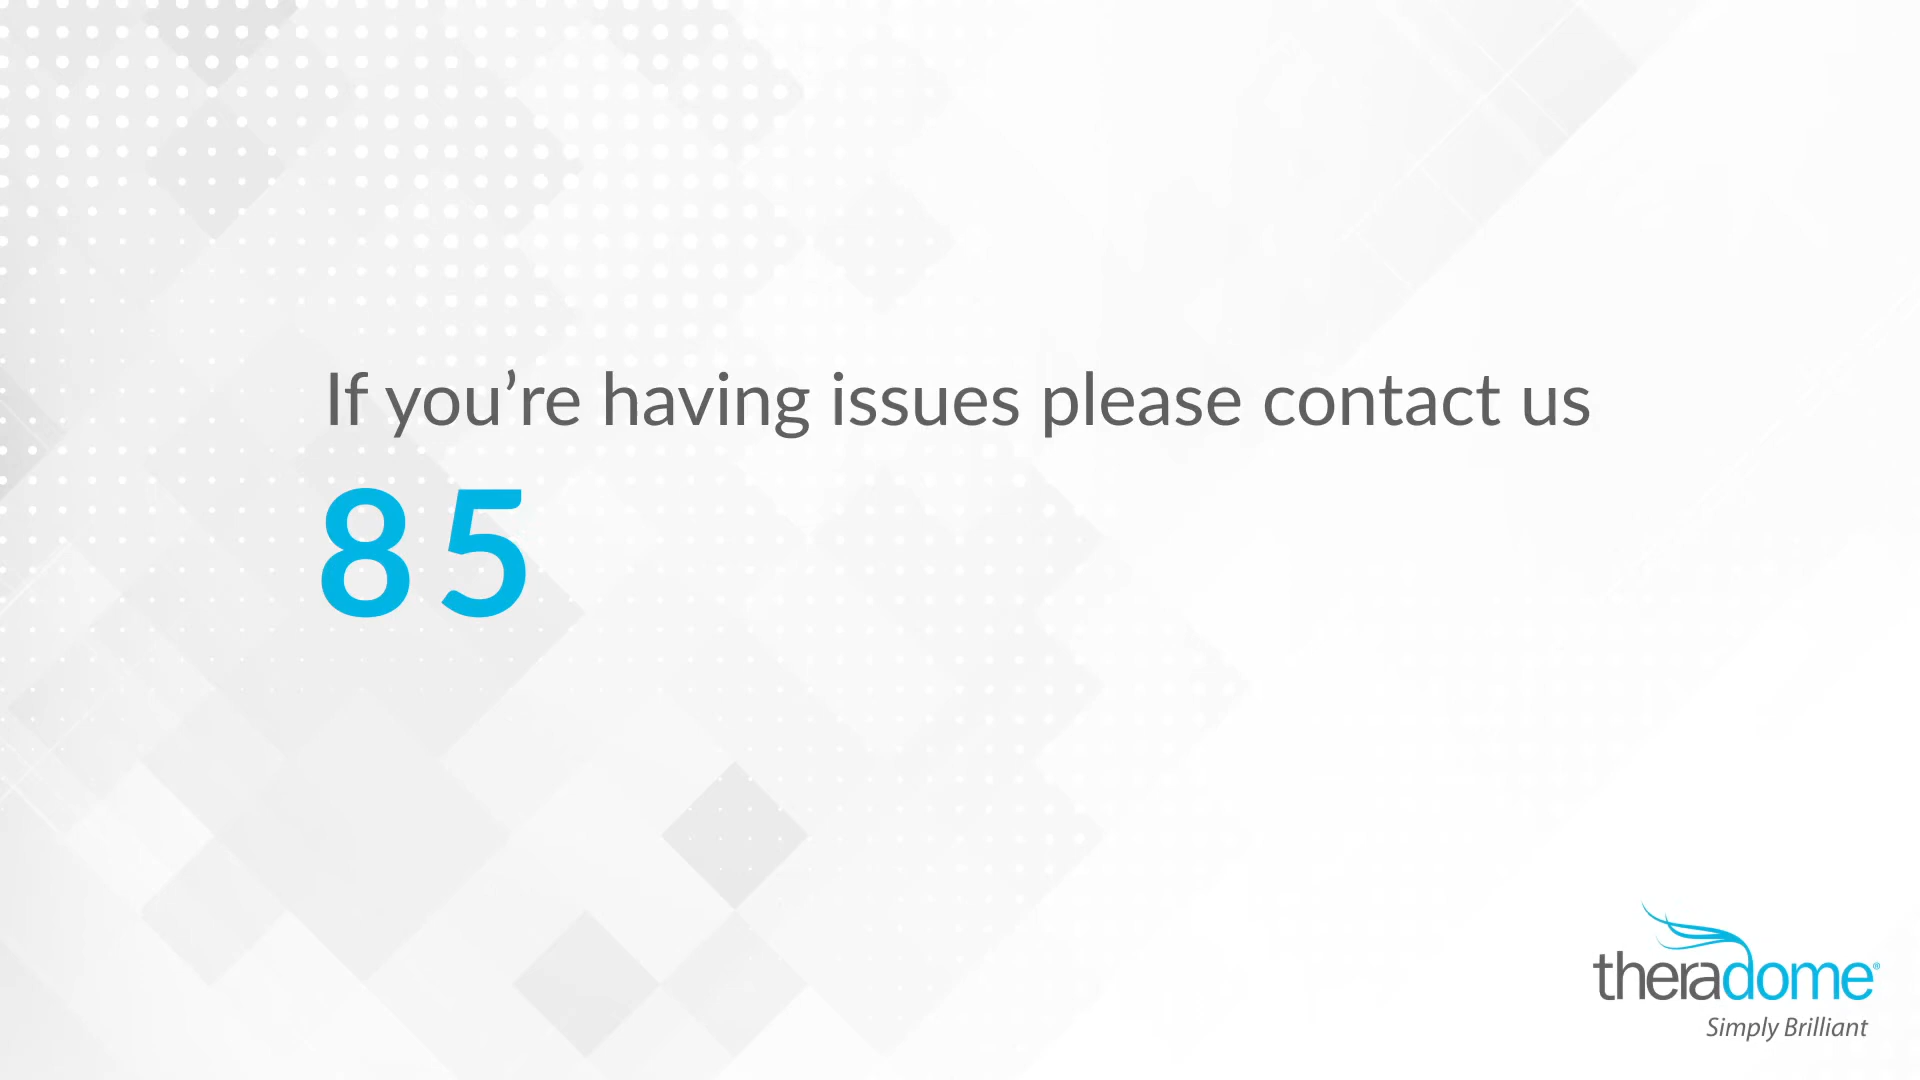 If you’re having issues please contact us
85
theradome®
Simply Brilliant